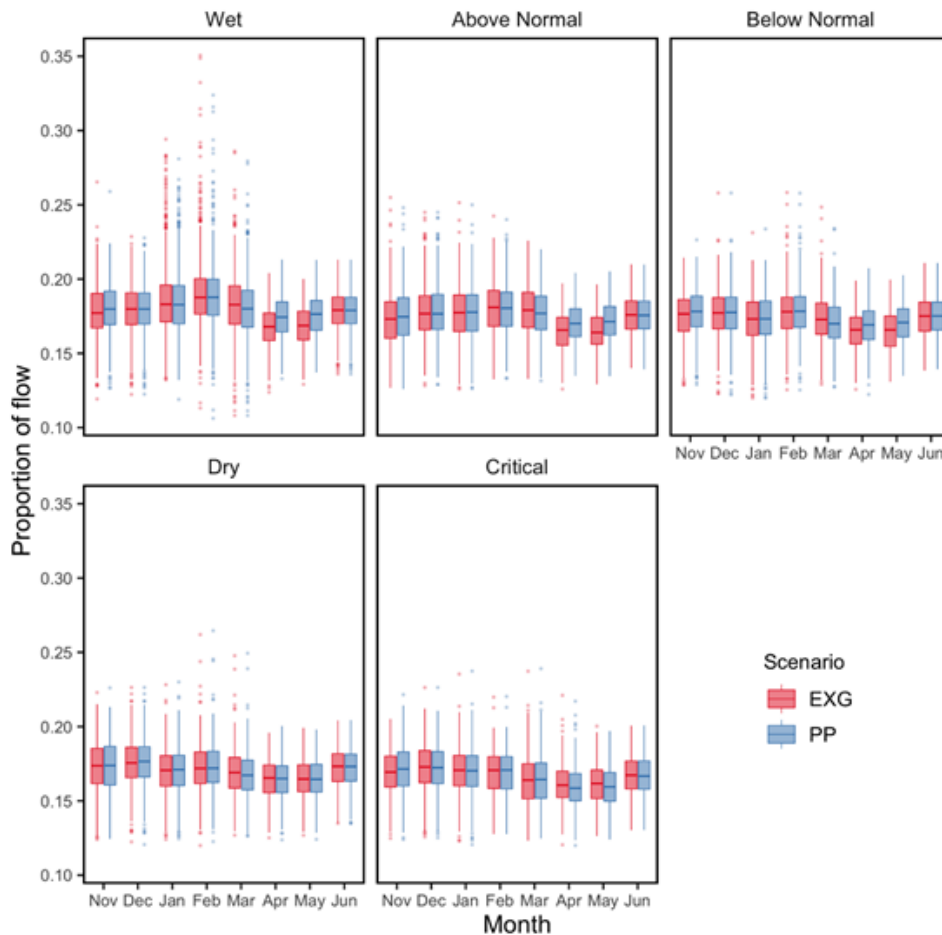 Wet
Above Normal
Below Normal
0.35
0.30
0.25
0.20
0.15
0.10
Nov Dec Jan Feb Mar Apr May Jun
Dry
Critical
0.35
0.30
0.25
0.20
0.15
0.10
Nov Dec Jan Feb Mar Apr May Jun
Nov Dec Jan Feb Mar Apr May Jun
Proportion of flow
Month
Scenario
EXG
PP